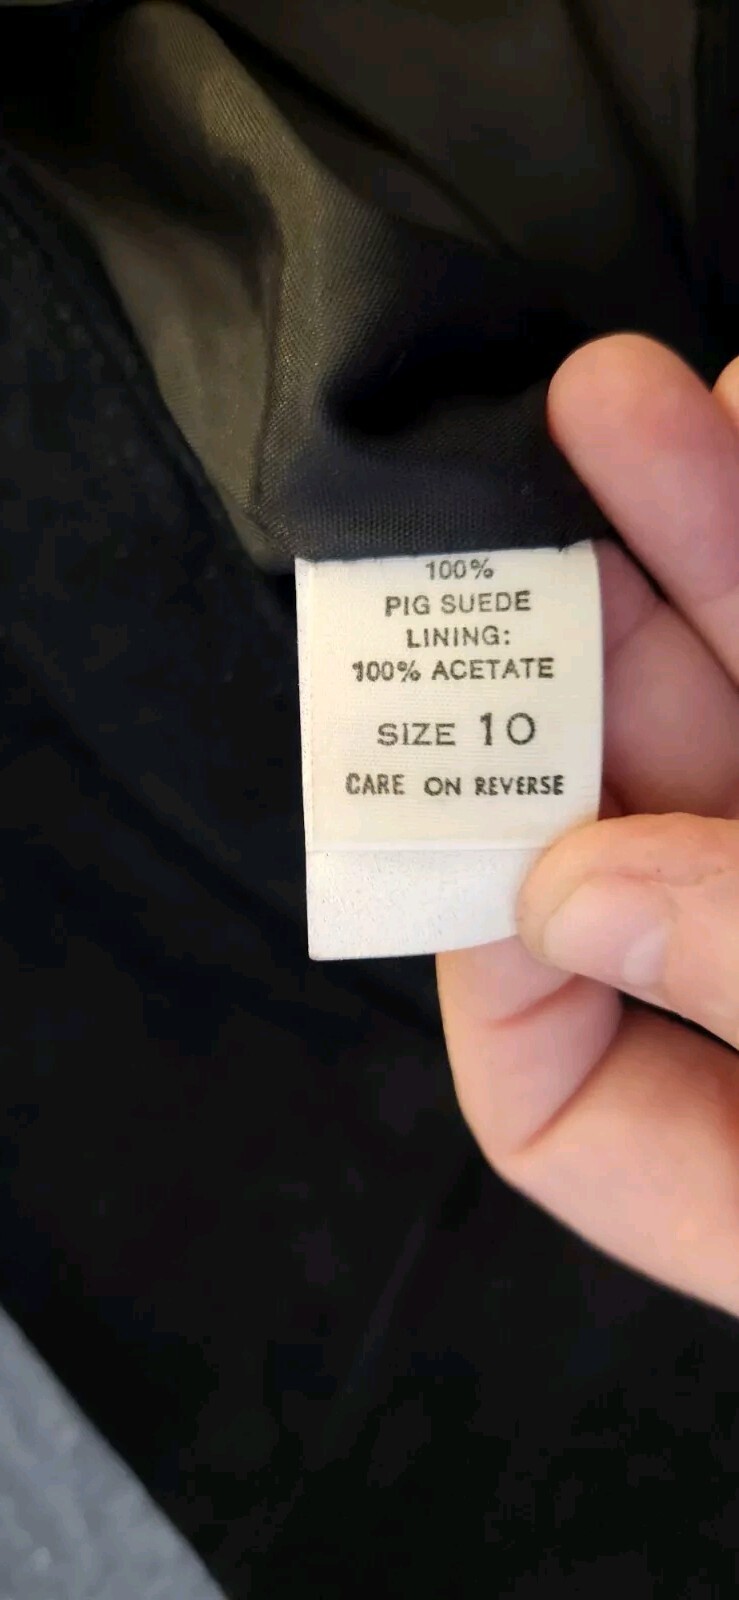 100%
PIG SUEDE
LINING:
100% ACETATE
SIZE 10
CARE ON REVERSE